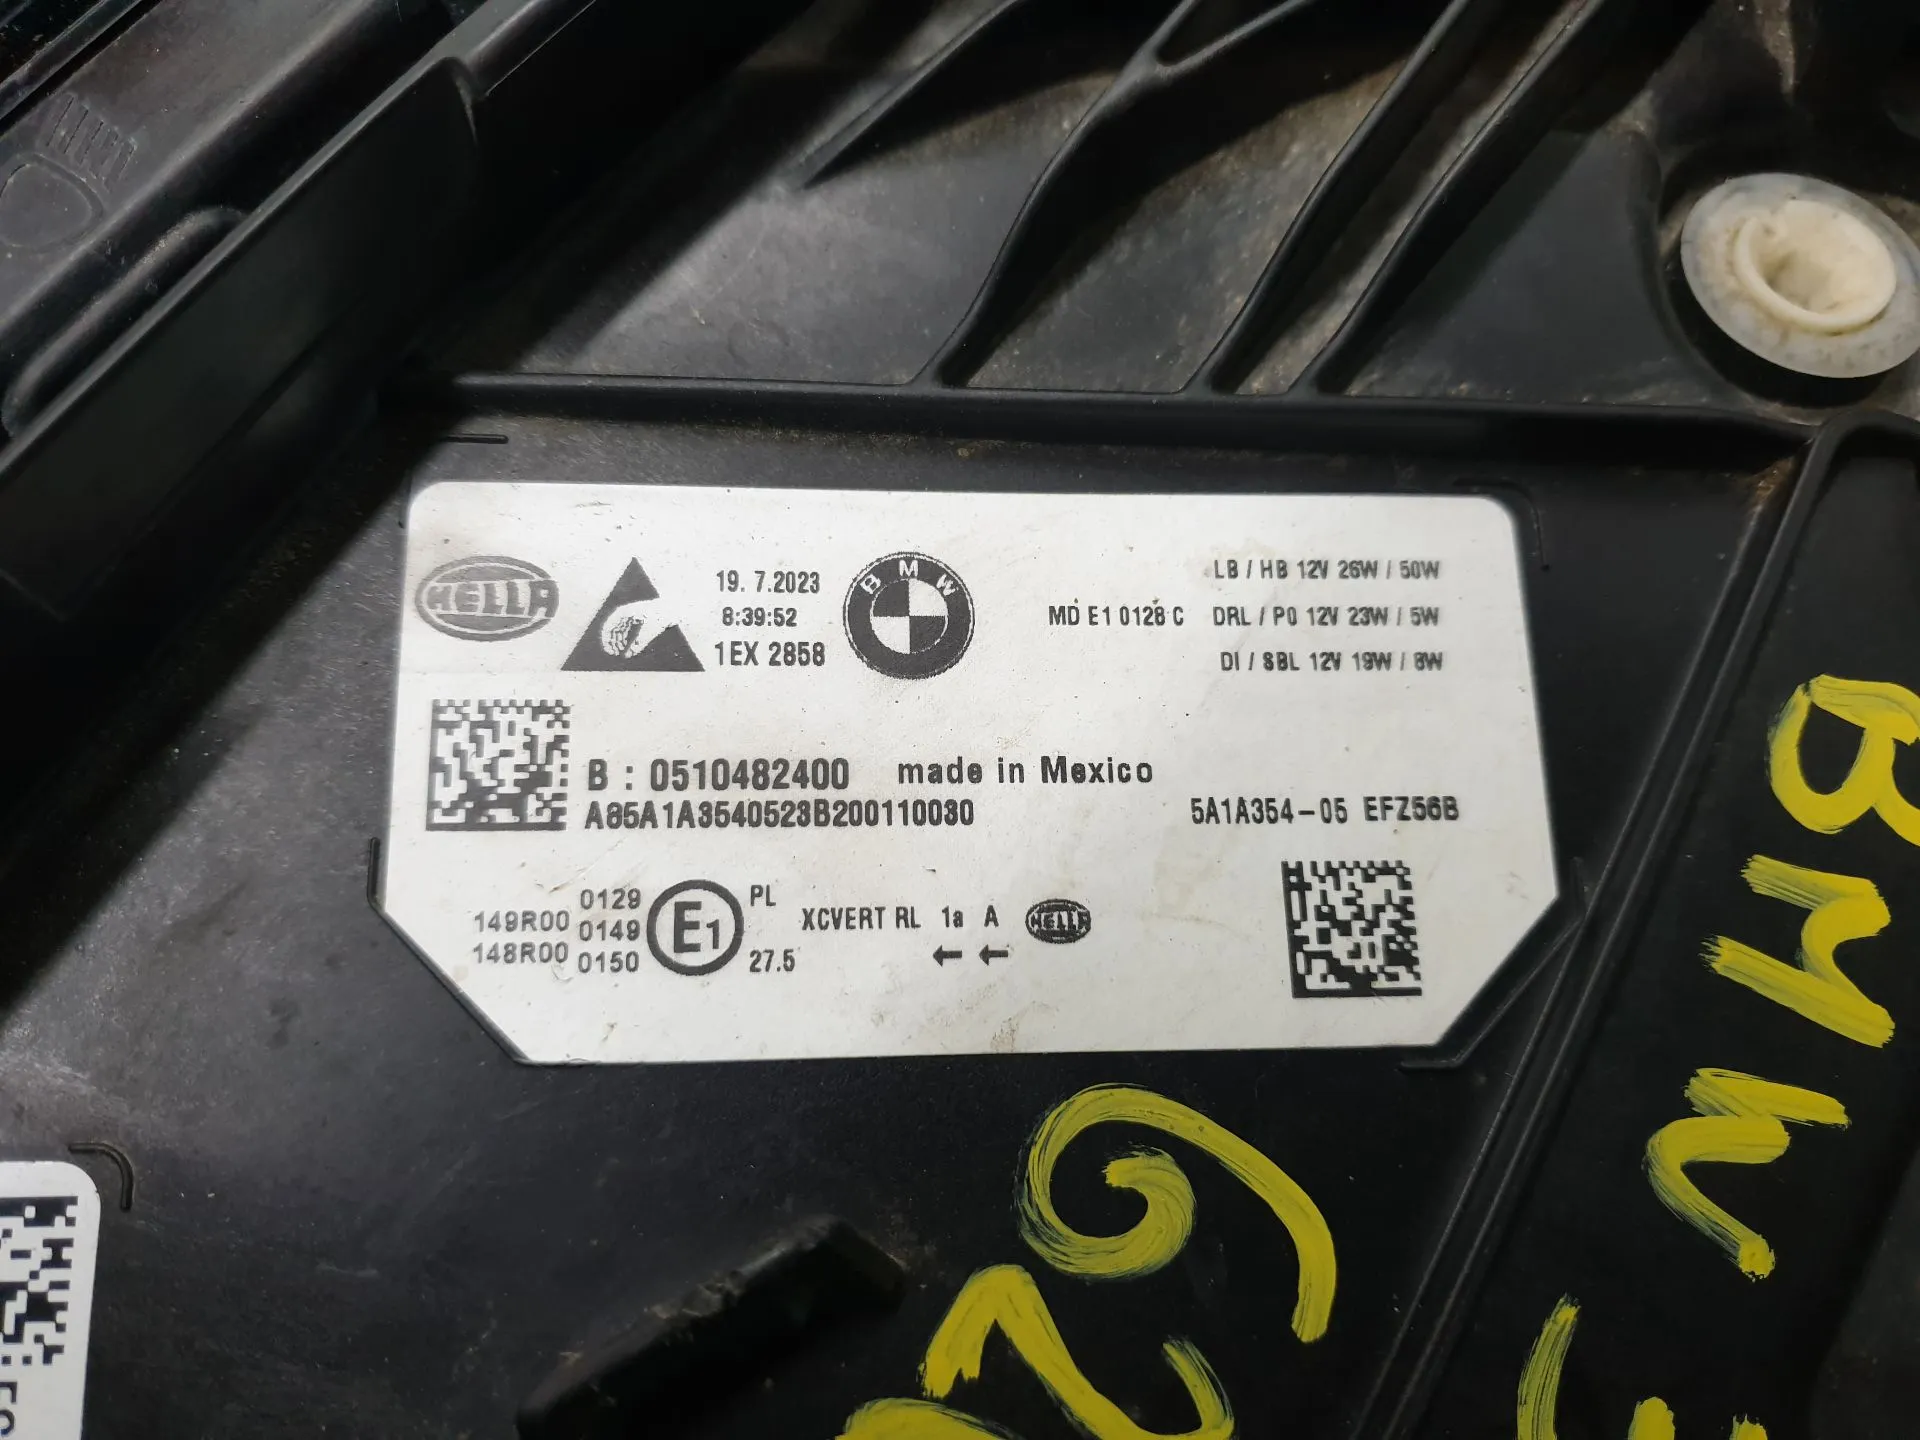 HELLA
19. 7.2023
8:39:52
1EX 2858
BMW
MD E1 0128 C
LB / HB 12V 26W / 50W
DRL / PO 12V 23W / 5W
DI / SBL 12V 19W / 8W
B : 0510482400 made in Mexico
A85A1A3540523B200110030
5A1A354-05 EFZ56B
0129
149R00 0149
148R00 0150
E1
PL
27.5
XCVERT RL 1a A
← ←
HELLA
BMW
G2